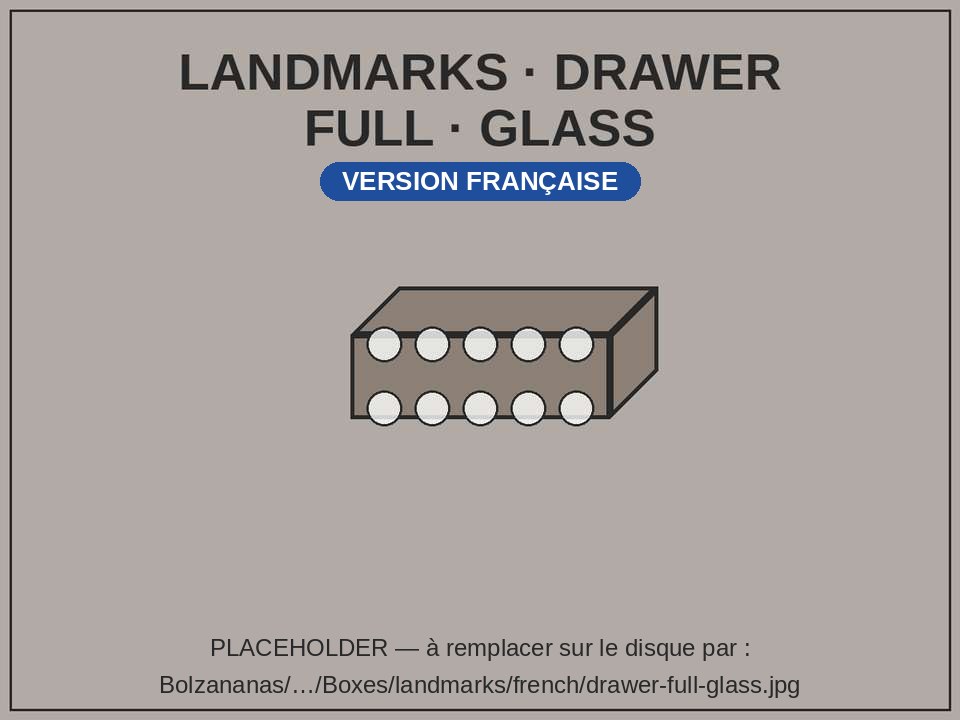 LANDMARKS · DRAWER
FULL · GLASS
VERSION FRANÇAISE
PLACEHOLDER — à remplacer sur le disque par :
Bolzananas/…/Boxes/landmarks/french/drawer-full-glass.jpg